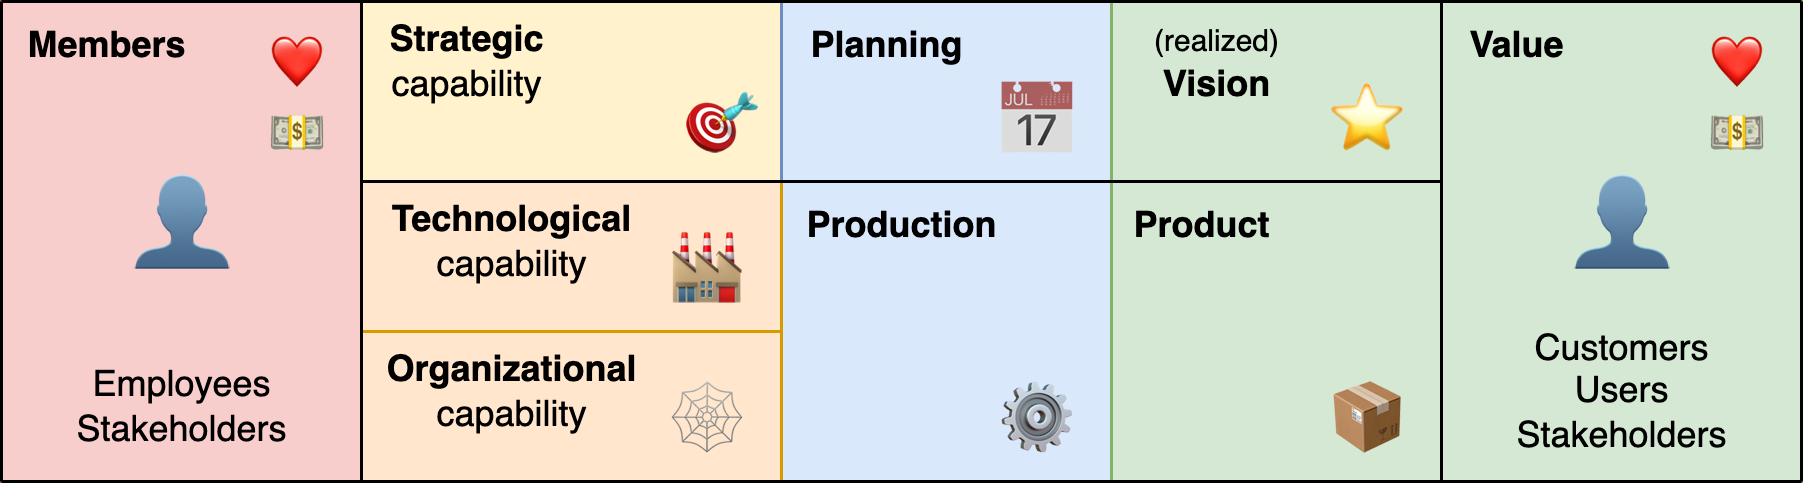 Members
Employees
Stakeholders
Strategic
capability
Technological
capability
Organizational
capability
Planning
JUL
17
Production
(realized)
Vision
Product
Value
Customers
Users
Stakeholders